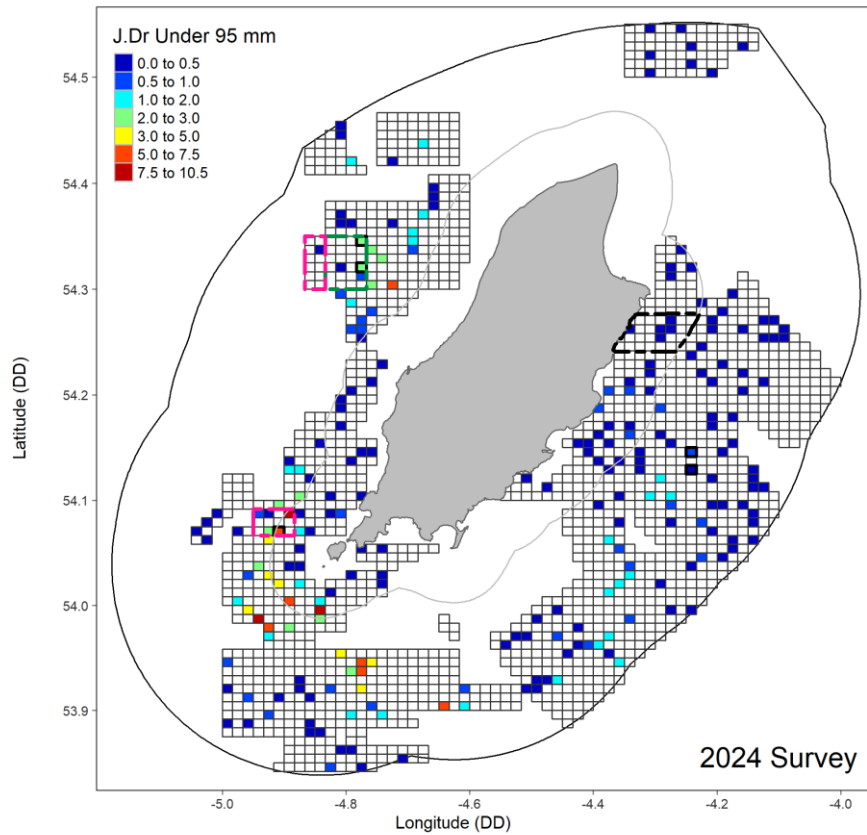 J.Dr Under 95 mm
0.0 to 0.5
0.5 to 1.0
1.0 to 2.0
2.0 to 3.0
3.0 to 5.0
5.0 to 7.5
7.5 to 10.5
54.5
54.4
54.3
54.2
54.1
54.0
53.9
Latitude (DD)
2024 Survey
-5.0 -4.8 -4.6 -4.4 -4.2 -4.0
Longitude (DD)